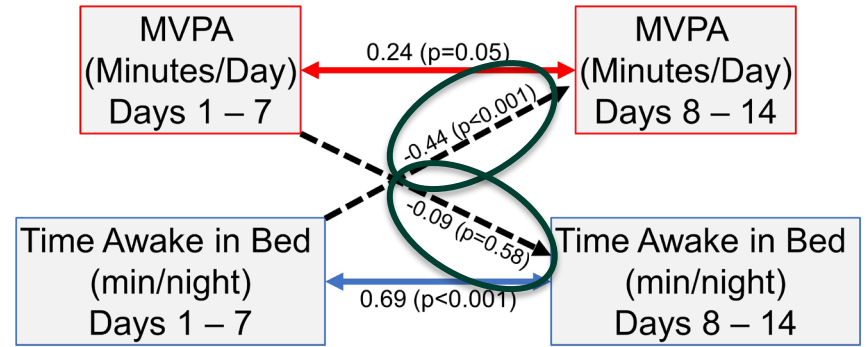 MVPA
(Minutes/Day)
Days 1 – 7
0.24 (p=0.05)
MVPA
(Minutes/Day)
Days 8 – 14
-0.44 (p<0.001)
-0.09 (p=0.58)
Time Awake in Bed
(min/night)
Days 1 – 7
0.69 (p<0.001)
Time Awake in Bed
(min/night)
Days 8 – 14